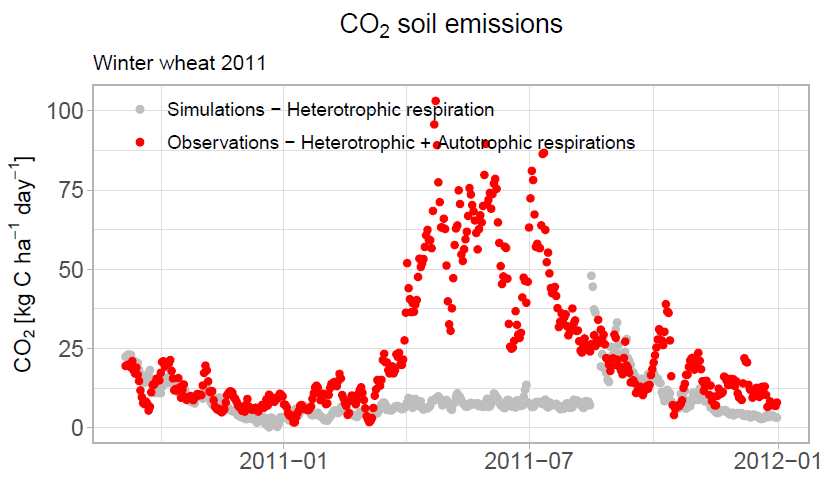 CO₂ soil emissions
Winter wheat 2011
Simulations − Heterotrophic respiration
Observations − Heterotrophic + Autotrophic respirations
CO₂ [kg C ha⁻¹ day⁻¹]
100
75
50
25
0
2011−01
2011−07
2012−01